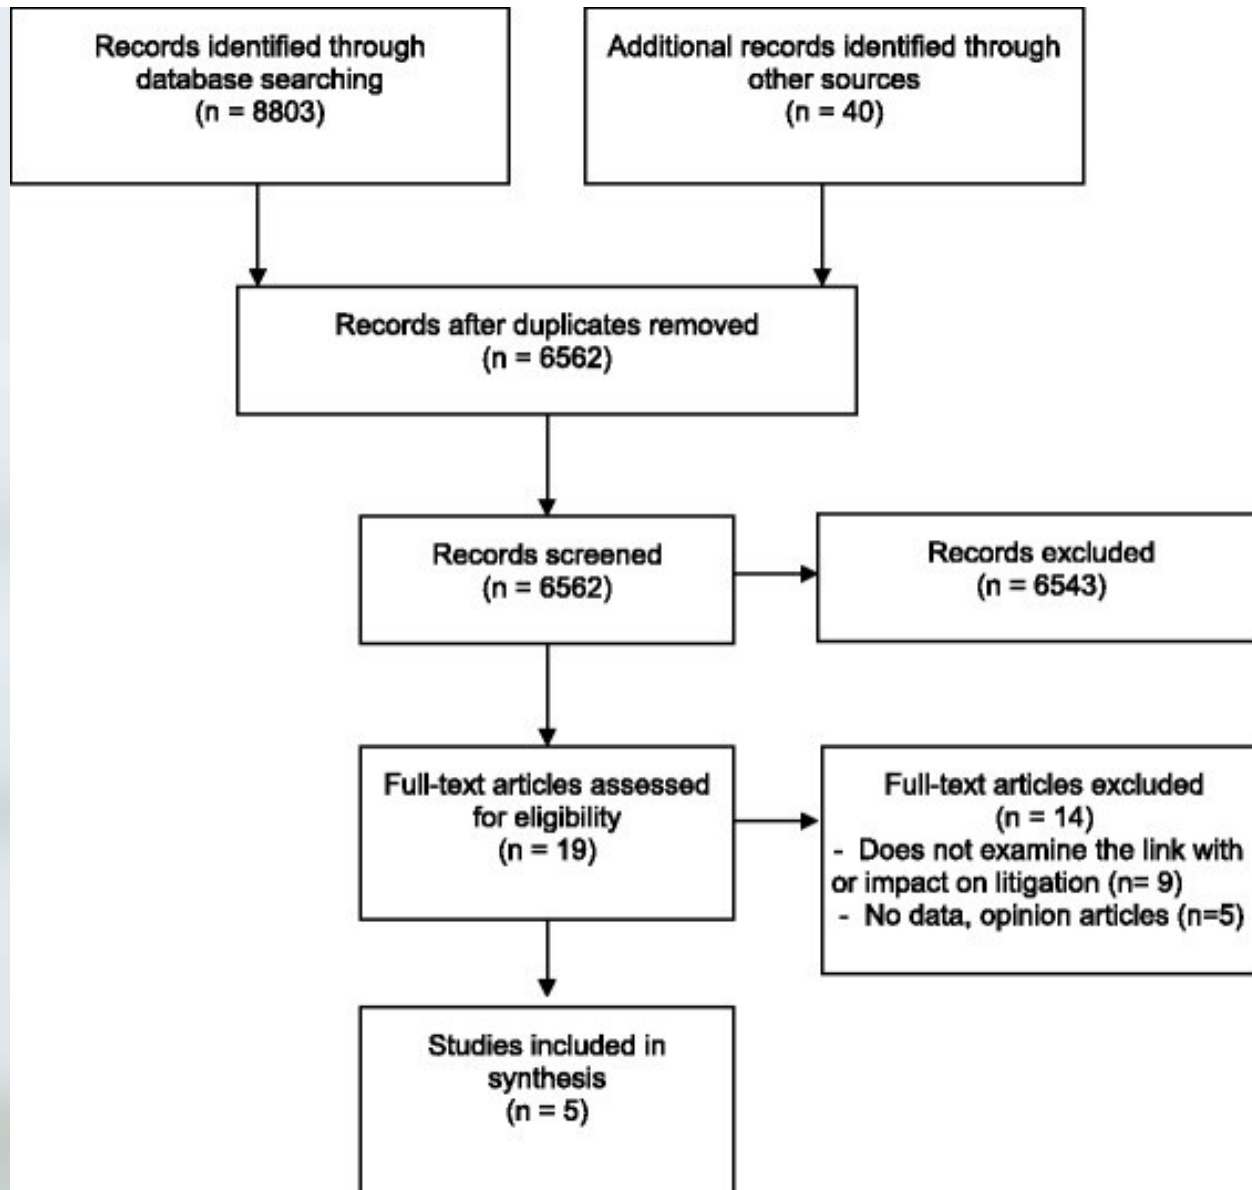 Records identified through
database searching
(n = 8803)
Additional records identified through
other sources
(n = 40)
Records after duplicates removed
(n = 6562)
Records screened
(n = 6562)
Records excluded
(n = 6543)
Full-text articles assessed
for eligibility
(n = 19)
Full-text articles excluded
(n = 14)
- Does not examine the link with
or impact on litigation (n= 9)
- No data, opinion articles (n=5)
Studies included in
synthesis
(n = 5)